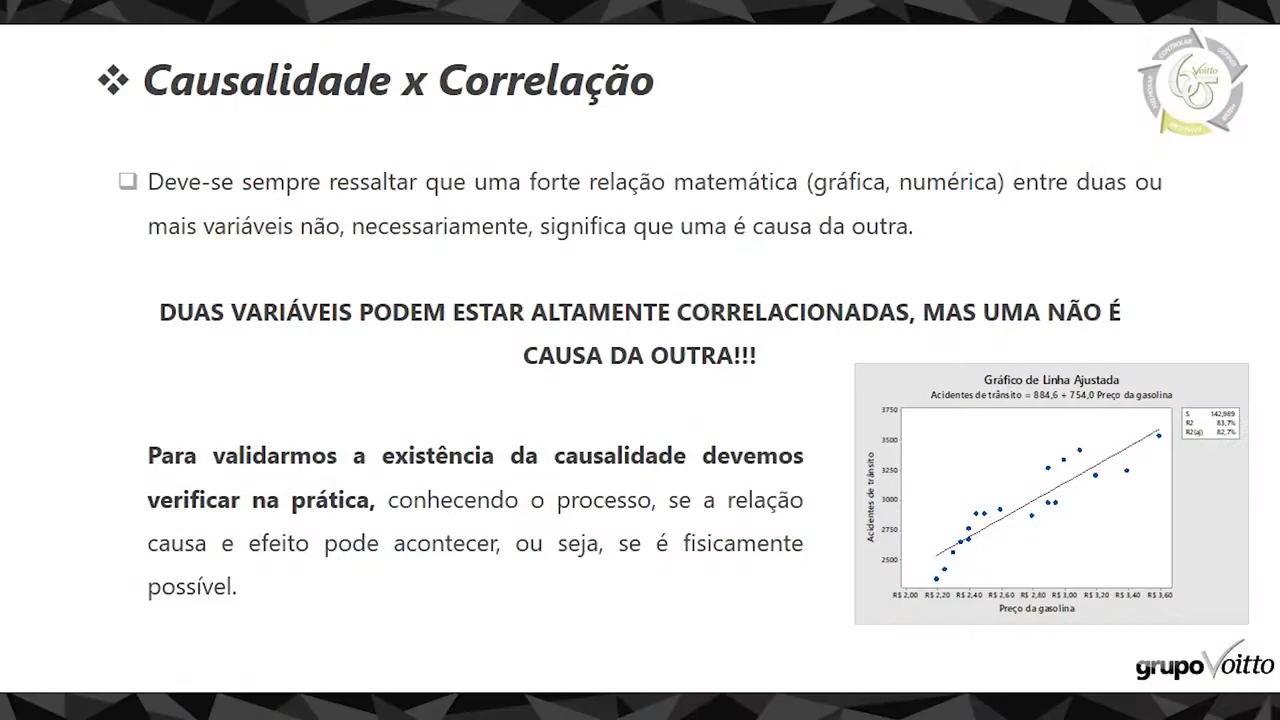 Causalidade x Correlação
Voitto
CONTROLAR
MEDIR
MELHORAR
Deve-se sempre ressaltar que uma forte relação matemática (gráfica, numérica) entre duas ou
mais variáveis não, necessariamente, significa que uma é causa da outra.
DUAS VARIÁVEIS PODEM ESTAR ALTAMENTE CORRELACIONADAS, MAS UMA NÃO É
CAUSA DA OUTRA!!!
Para validarmos a existência da causalidade devemos
verificar na prática, conhecendo o processo, se a relação
causa e efeito pode acontecer, ou seja, se é fisicamente
possível.
Gráfico de Linha Ajustada
Acidentes de trânsito = 884,6 + 754,0 Preço da gasolina
S 142,989
R2 83,7%
R2(aj) 82,7%
Acidentes de trânsito
3750
3500
3250
3000
2750
2500
R$ 2,00 R$ 2,20 R$ 2,40 R$ 2,60 R$ 2,80 R$ 3,00 R$ 3,20 R$ 3,40 R$ 3,60
Preço da gasolina
grupo Voitto